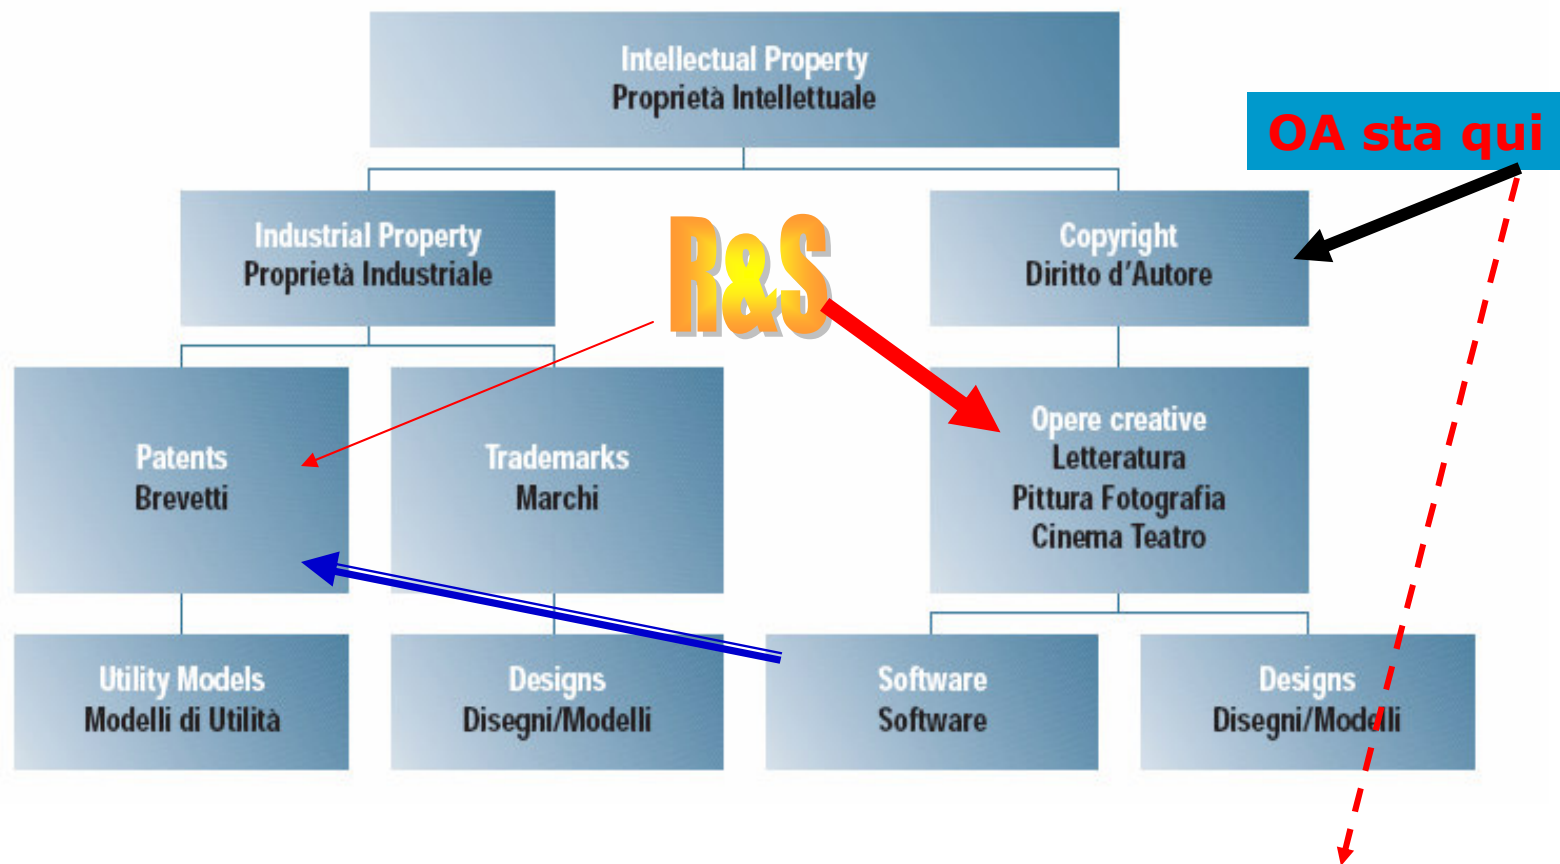 Intellectual Property
Proprietà Intellettuale
OA sta qui
Industrial Property
Proprietà Industriale
R&S
Copyright
Diritto d’Autore
Patents
Brevetti
Trademarks
Marchi
Opere creative
Letteratura
Pittura Fotografia
Cinema Teatro
Utility Models
Modelli di Utilità
Designs
Disegni/Modelli
Software
Software
Designs
Disegni/Modelli